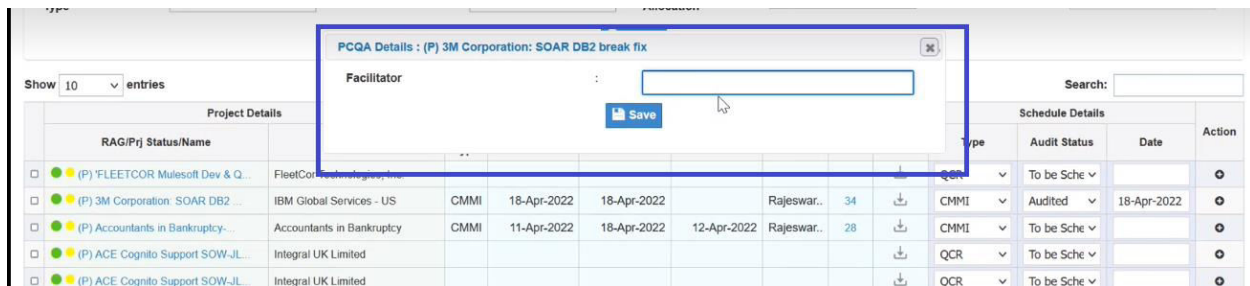 Type
Allocation
PCQA Details : (P) 3M Corporation: SOAR DB2 break fix
Facilitator :
Save
Show 10 entries
Search:
Project Details
Schedule Details
RAG/Prj Status/Name
Type
Audit Status
Date
Action
(P) 'FLEETCOR Mulesoft Dev & Q... FleetCor Technologies, Inc. QCR To be Sche
(P) 3M Corporation: SOAR DB2 ... IBM Global Services - US CMMI 18-Apr-2022 18-Apr-2022 Rajeswar.. 34 CMMI Audited 18-Apr-2022
(P) Accountants in Bankruptcy-... Accountants in Bankruptcy CMMI 11-Apr-2022 18-Apr-2022 12-Apr-2022 Rajeswar.. 28 CMMI To be Sche
(P) ACE Cognito Support SOW-JL... Integral UK Limited QCR To be Sche
(P) ACE Cognito Support SOW-JL... Integral UK Limited QCR To be Sche